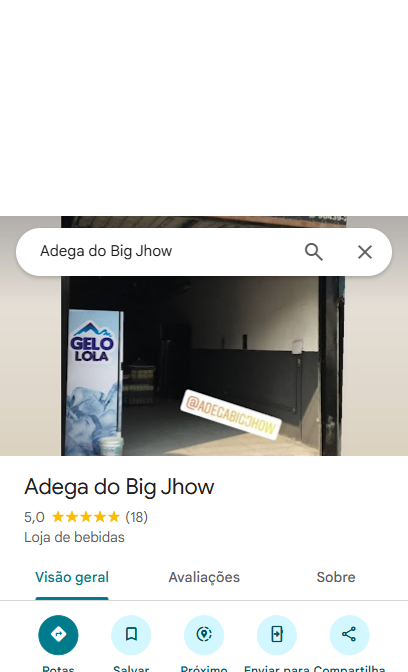 Adega do Big Jhow
GELO
LOLA
@ADEGABIGJHOW
Adega do Big Jhow
5,0 (18)
Loja de bebidas
Visão geral
Avaliações
Sobre
Rotas
Salvar
Próximo
Enviar para
Compartilha